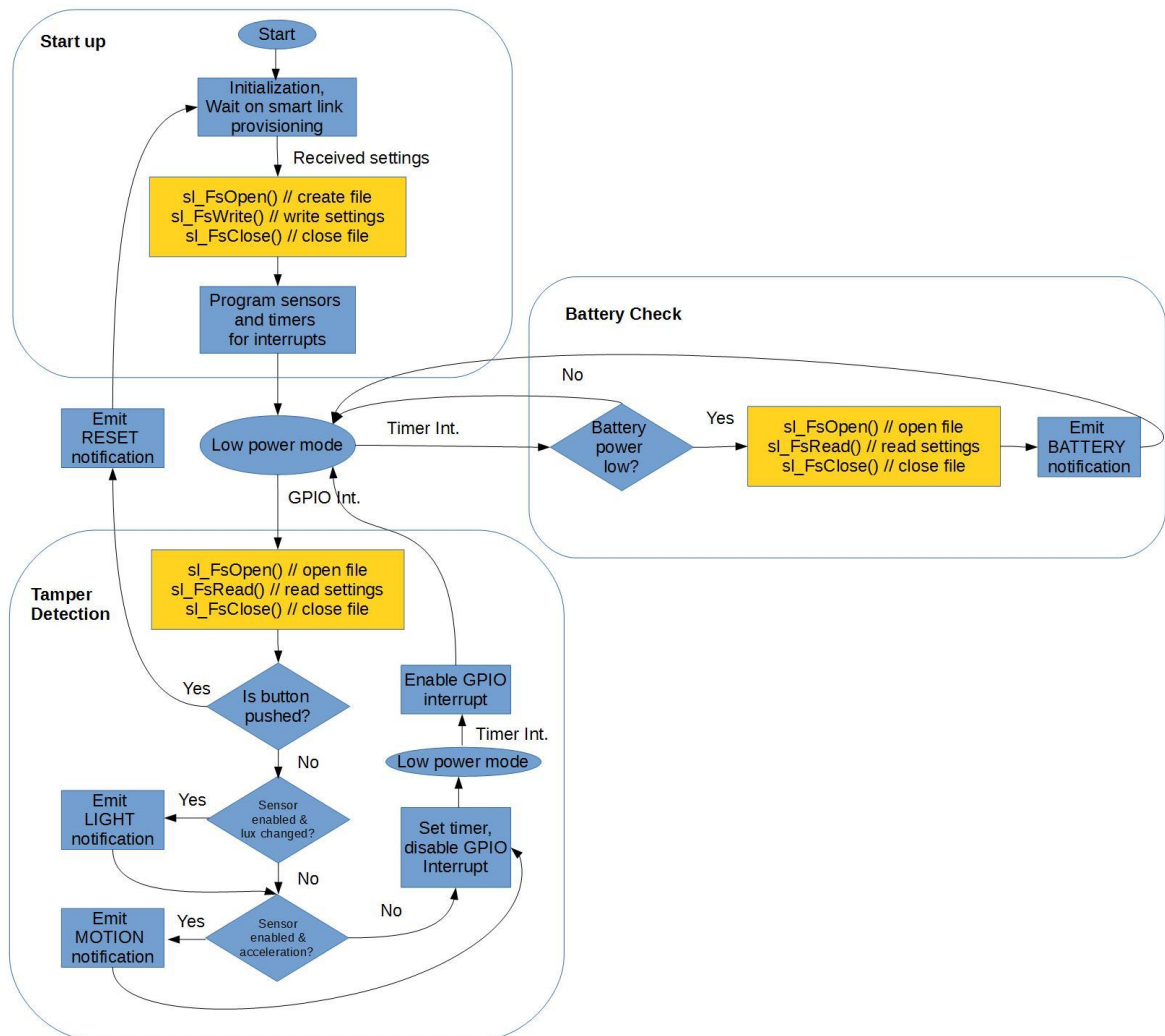 Start up
Start
Initialization,
Wait on smart link
provisioning
Received settings
sl_FsOpen() // create file
sl_FsWrite() // write settings
sl_FsClose() // close file
Program sensors
and timers
for interrupts
Battery Check
No
Emit
RESET
notification
Low power mode
Timer Int.
Battery
power
low?
Yes
sl_FsOpen() // open file
sl_FsRead() // read settings
sl_FsClose() // close file
Emit
BATTERY
notification
GPIO Int.
Tamper
Detection
sl_FsOpen() // open file
sl_FsRead() // read settings
sl_FsClose() // close file
Yes
Is button
pushed?
Enable GPIO
interrupt
Timer Int.
No
Low power mode
Emit
LIGHT
notification
Yes
Sensor
enabled &
lux changed?
Set timer,
disable GPIO
Interrupt
No
Emit
MOTION
notification
Yes
Sensor
enabled &
acceleration?
No